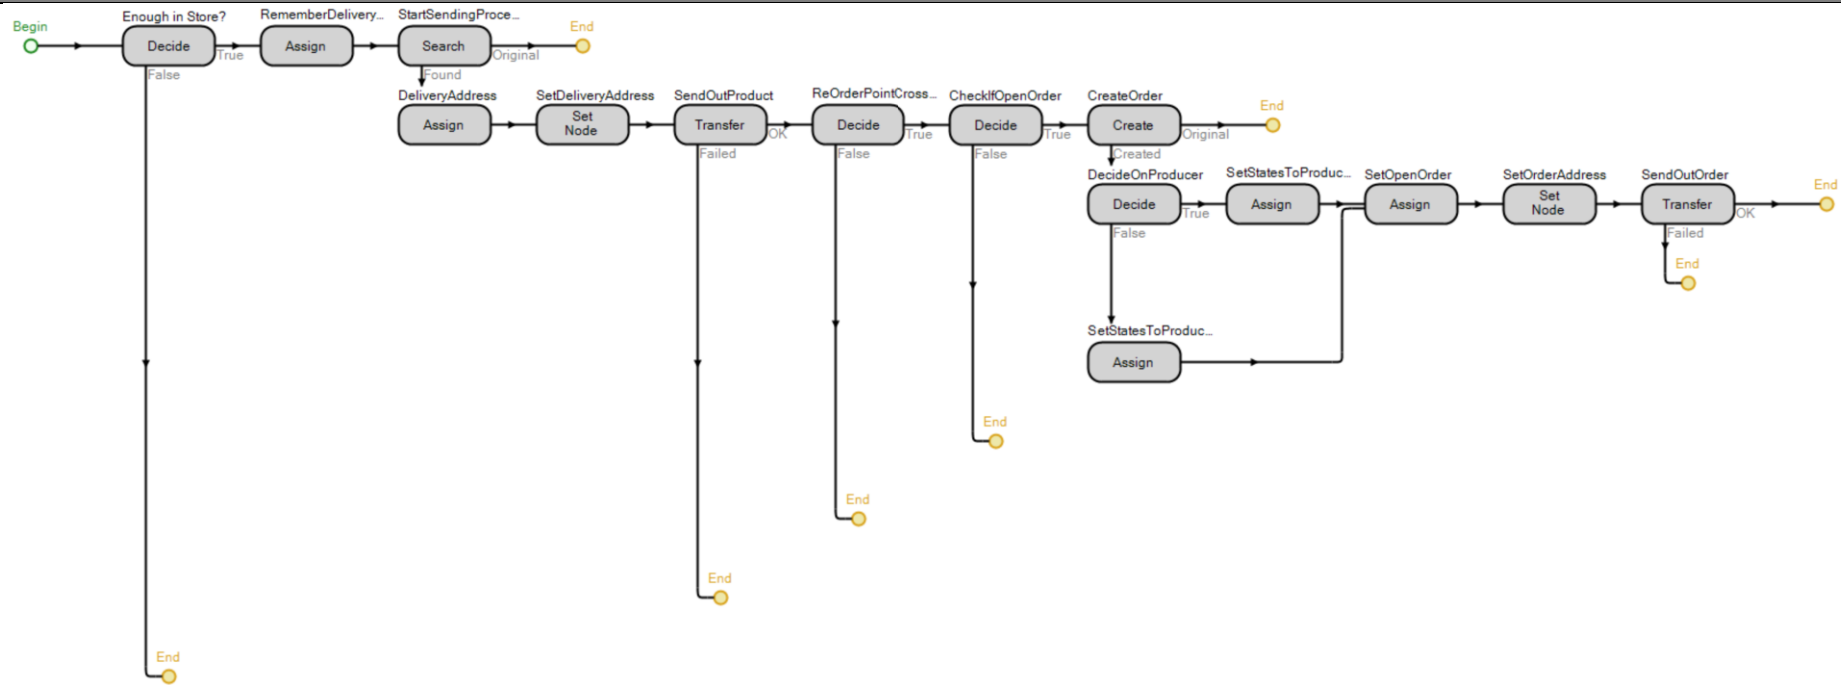 Begin
Enough in Store?
Decide
True
False
RememberDelivery...
Assign
StartSendingProce...
Search
Original
End
Found
DeliveryAddress
Assign
SetDeliveryAddress
Set
Node
SendOutProduct
Transfer
OK
Failed
ReOrderPointCross...
Decide
True
False
CheckIfOpenOrder
Decide
True
False
CreateOrder
Create
Original
End
Created
DecideOnProducer
Decide
True
False
SetStatesToProduc...
Assign
SetOpenOrder
Assign
SetOrderAddress
Set
Node
SendOutOrder
Transfer
OK
End
Failed
End
SetStatesToProduc...
Assign
End
End
End
End